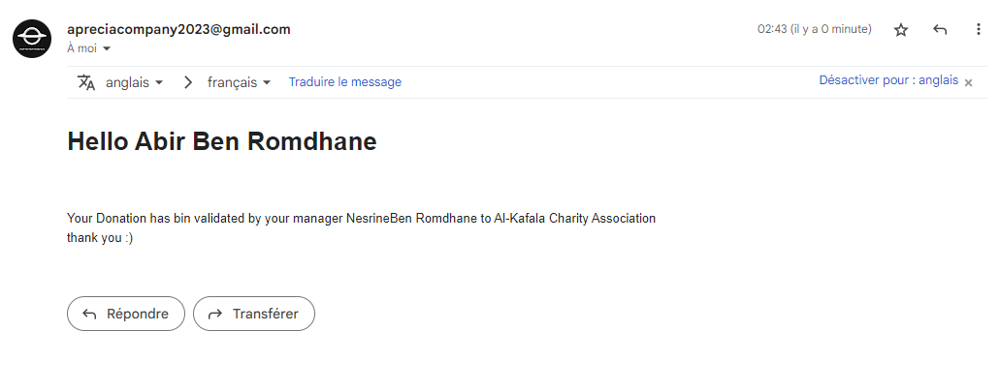 apreciacompany2023@gmail.com
02:43 (il y a 0 minute)
À moi
anglais
français
Traduire le message
Désactiver pour : anglais
Hello Abir Ben Romdhane
Your Donation has bin validated by your manager NesrineBen Romdhane to Al-Kafala Charity Association
thank you :)
Répondre
Transférer